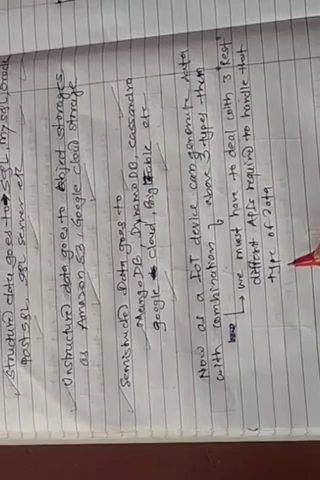 Structured data goes to SQL, MySQL, Oracle
PostSQL, SQL server etc
Unstructured data goes to object storages
as Amazon S3, Google cloud storage
Semistructed Data goes to
MongoDB, DynamoDB, cassandra
google cloud, Bigtable etc
Now as a IoT device can generate data
with combination of above 3 types then
↳ we must have to deal with 3 "Rest"
different APIs required to handle that
type of data